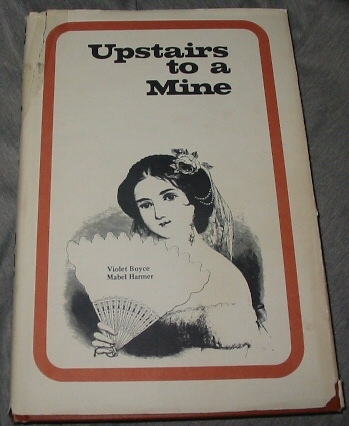 Upstairs
to a
Mine
Violet Boyce
Mabel Harmer